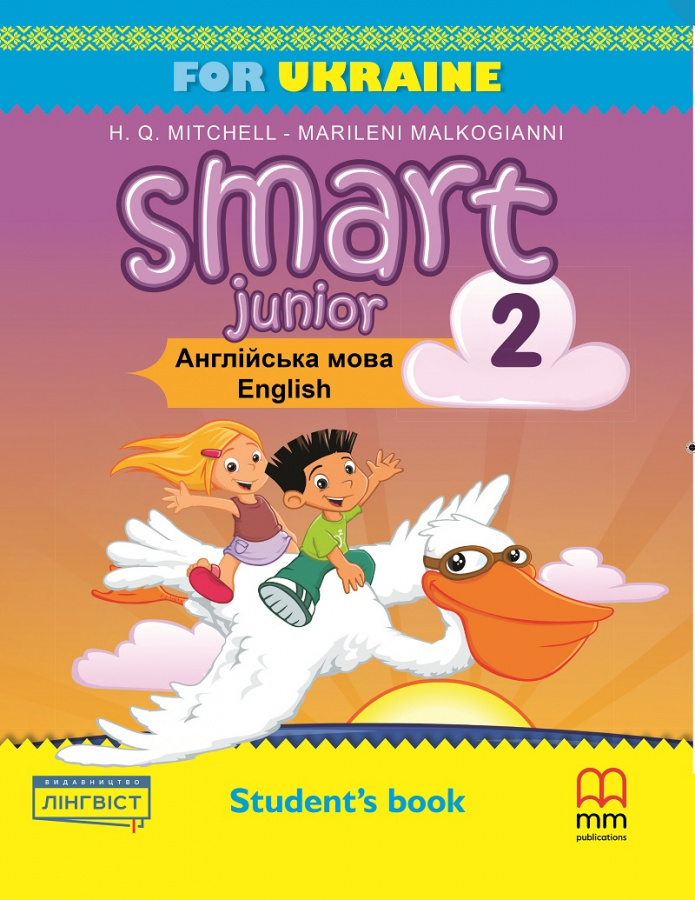 FOR UKRAINE
H. Q. MITCHELL - MARILENI MALKOGIANNI
smart
junior
2
Англійська мова
English
ВИДАВНИЦТВО
ЛІНГВІСТ
Student's book
mm
publications